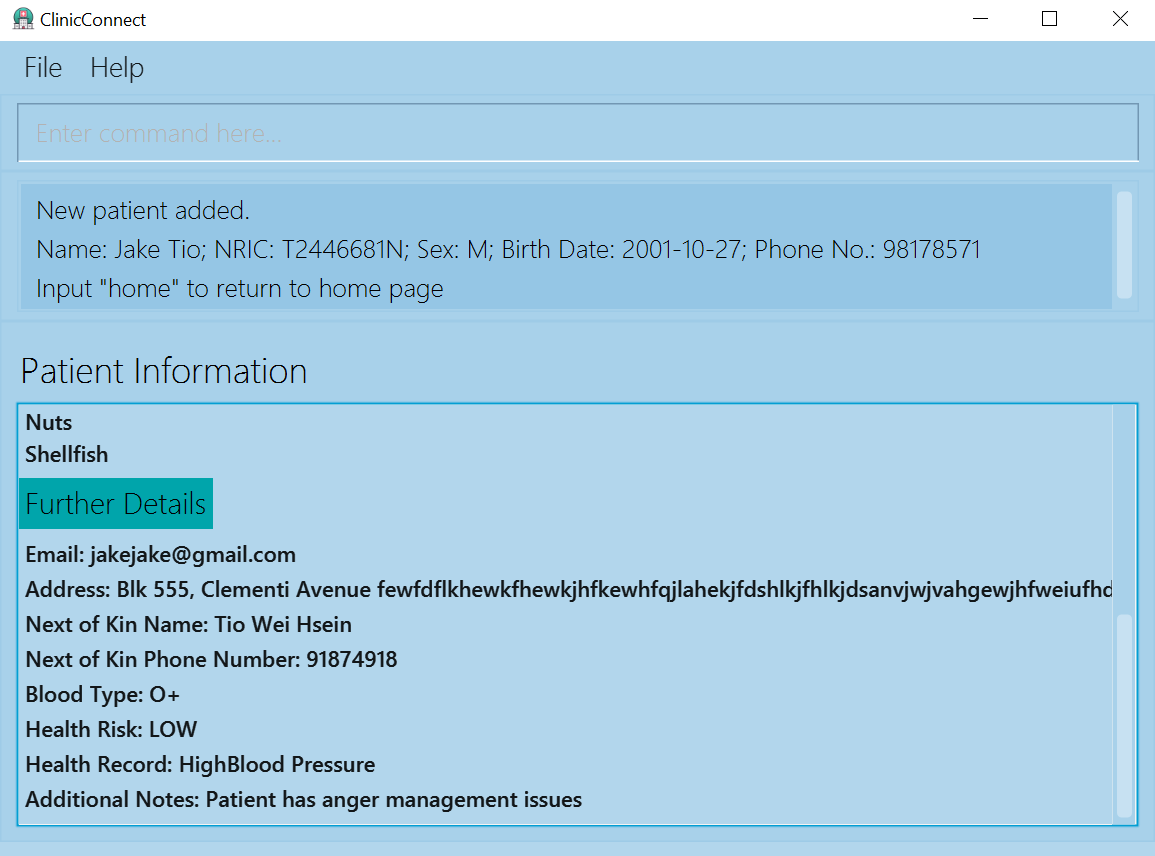 ClinicConnect
File Help
Enter command here...
New patient added.
Name: Jake Tio; NRIC: T2446681N; Sex: M; Birth Date: 2001-10-27; Phone No.: 98178571
Input "home" to return to home page
Patient Information
Nuts
Shellfish
Further Details
Email: jakejake@gmail.com
Address: Blk 555, Clementi Avenue fewfdflkhewkfhewkjhfkewhfqjlahekjfdshlkjfhlkjdsanvjwjvahgewjhfweiufhd
Next of Kin Name: Tio Wei Hsein
Next of Kin Phone Number: 91874918
Blood Type: O+
Health Risk: LOW
Health Record: HighBlood Pressure
Additional Notes: Patient has anger management issues